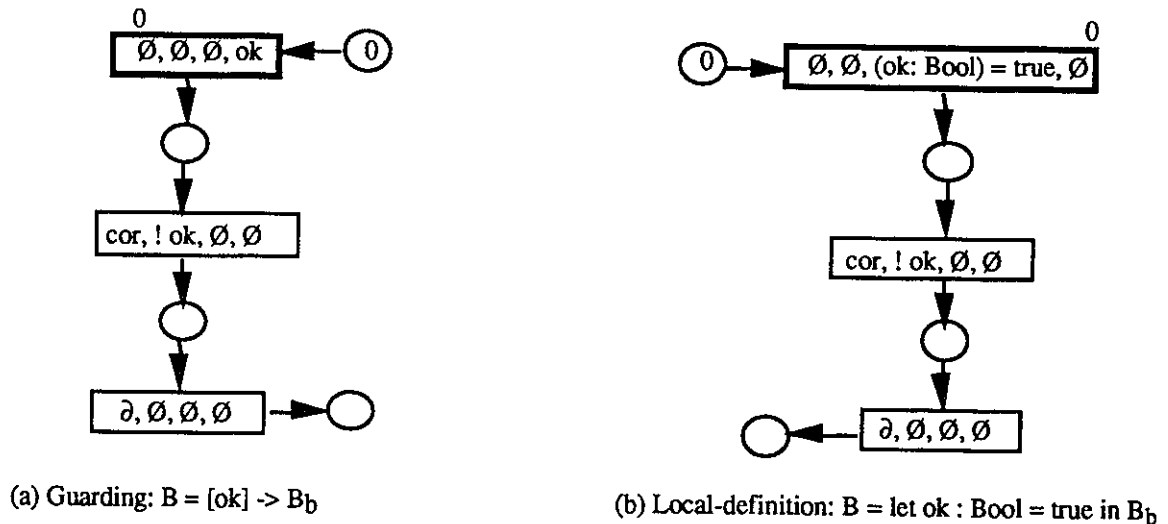 0
Ø, Ø, Ø, ok
0
cor, ! ok, Ø, Ø
∂, Ø, Ø, Ø
(a) Guarding: B = [ok] -> Bb
0
0
Ø, Ø, (ok: Bool) = true, Ø
cor, ! ok, Ø, Ø
∂, Ø, Ø, Ø
(b) Local-definition: B = let ok : Bool = true in Bb